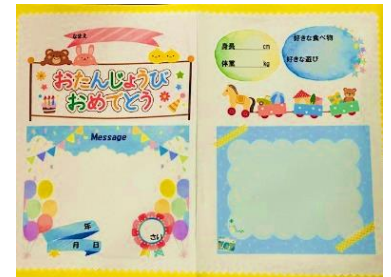 なまえ
おたんじょうび
おめでとう
Message
年
月 日
さい
身長 cm
体重 kg
好きな食べ物
好きな遊び